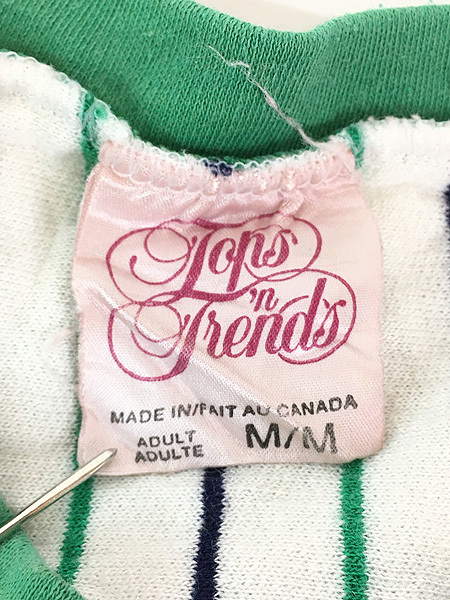 Tops
'n
Trends
MADE IN/FAIT AU CANADA
ADULT
ADULTE
M/M